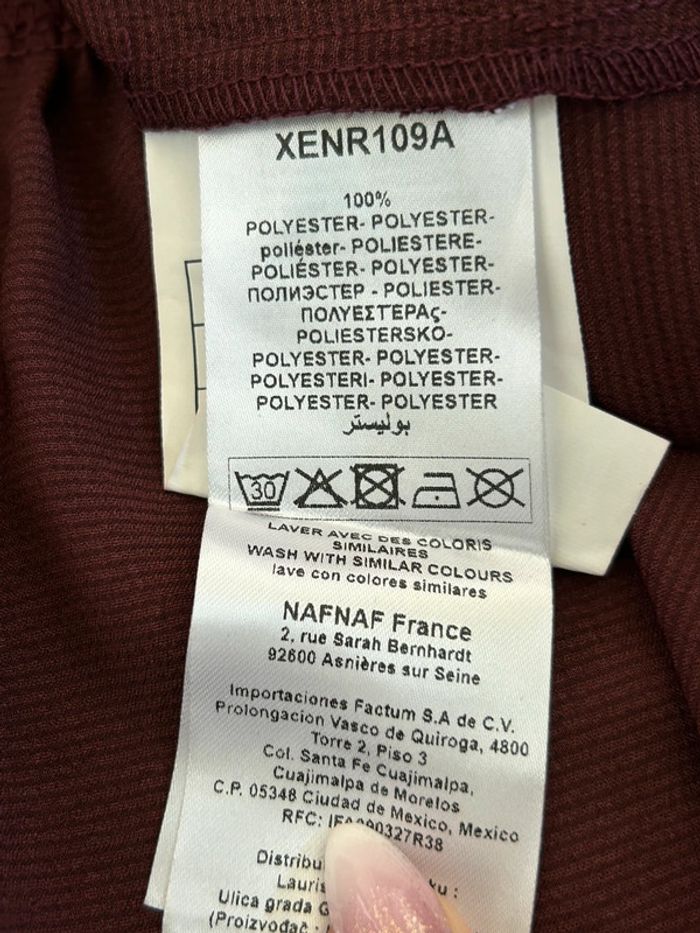 XENR109A
100%
POLYESTER- POLYESTER-
poliéster- POLIESTERE-
POLIÉSTER- POLYESTER-
ПОЛИЭСТЕР - POLIESTER-
ΠΟΛΥΕΣΤΕΡΑς-
POLIESTERSKO-
POLYESTER- POLYESTER-
POLYESTERI- POLYESTER-
POLYESTER- POLYESTER
بوليستر
30
LAVER AVEC DES COLORIS
SIMILAIRES
WASH WITH SIMILAR COLOURS
lave con colores similares
NAFNAF France
2, rue Sarah Bernhardt
92600 Asnières sur Seine
Importaciones Factum S.A de C.V.
Prolongación Vasco de Quiroga, 4800
Torre 2, Piso 3
Col. Santa Fe Cuajimalpa,
Cuajimalpa de Morelos
C.P. 05348 Ciudad de Mexico, Mexico
RFC:
Ulica grada
(Proizvođač :